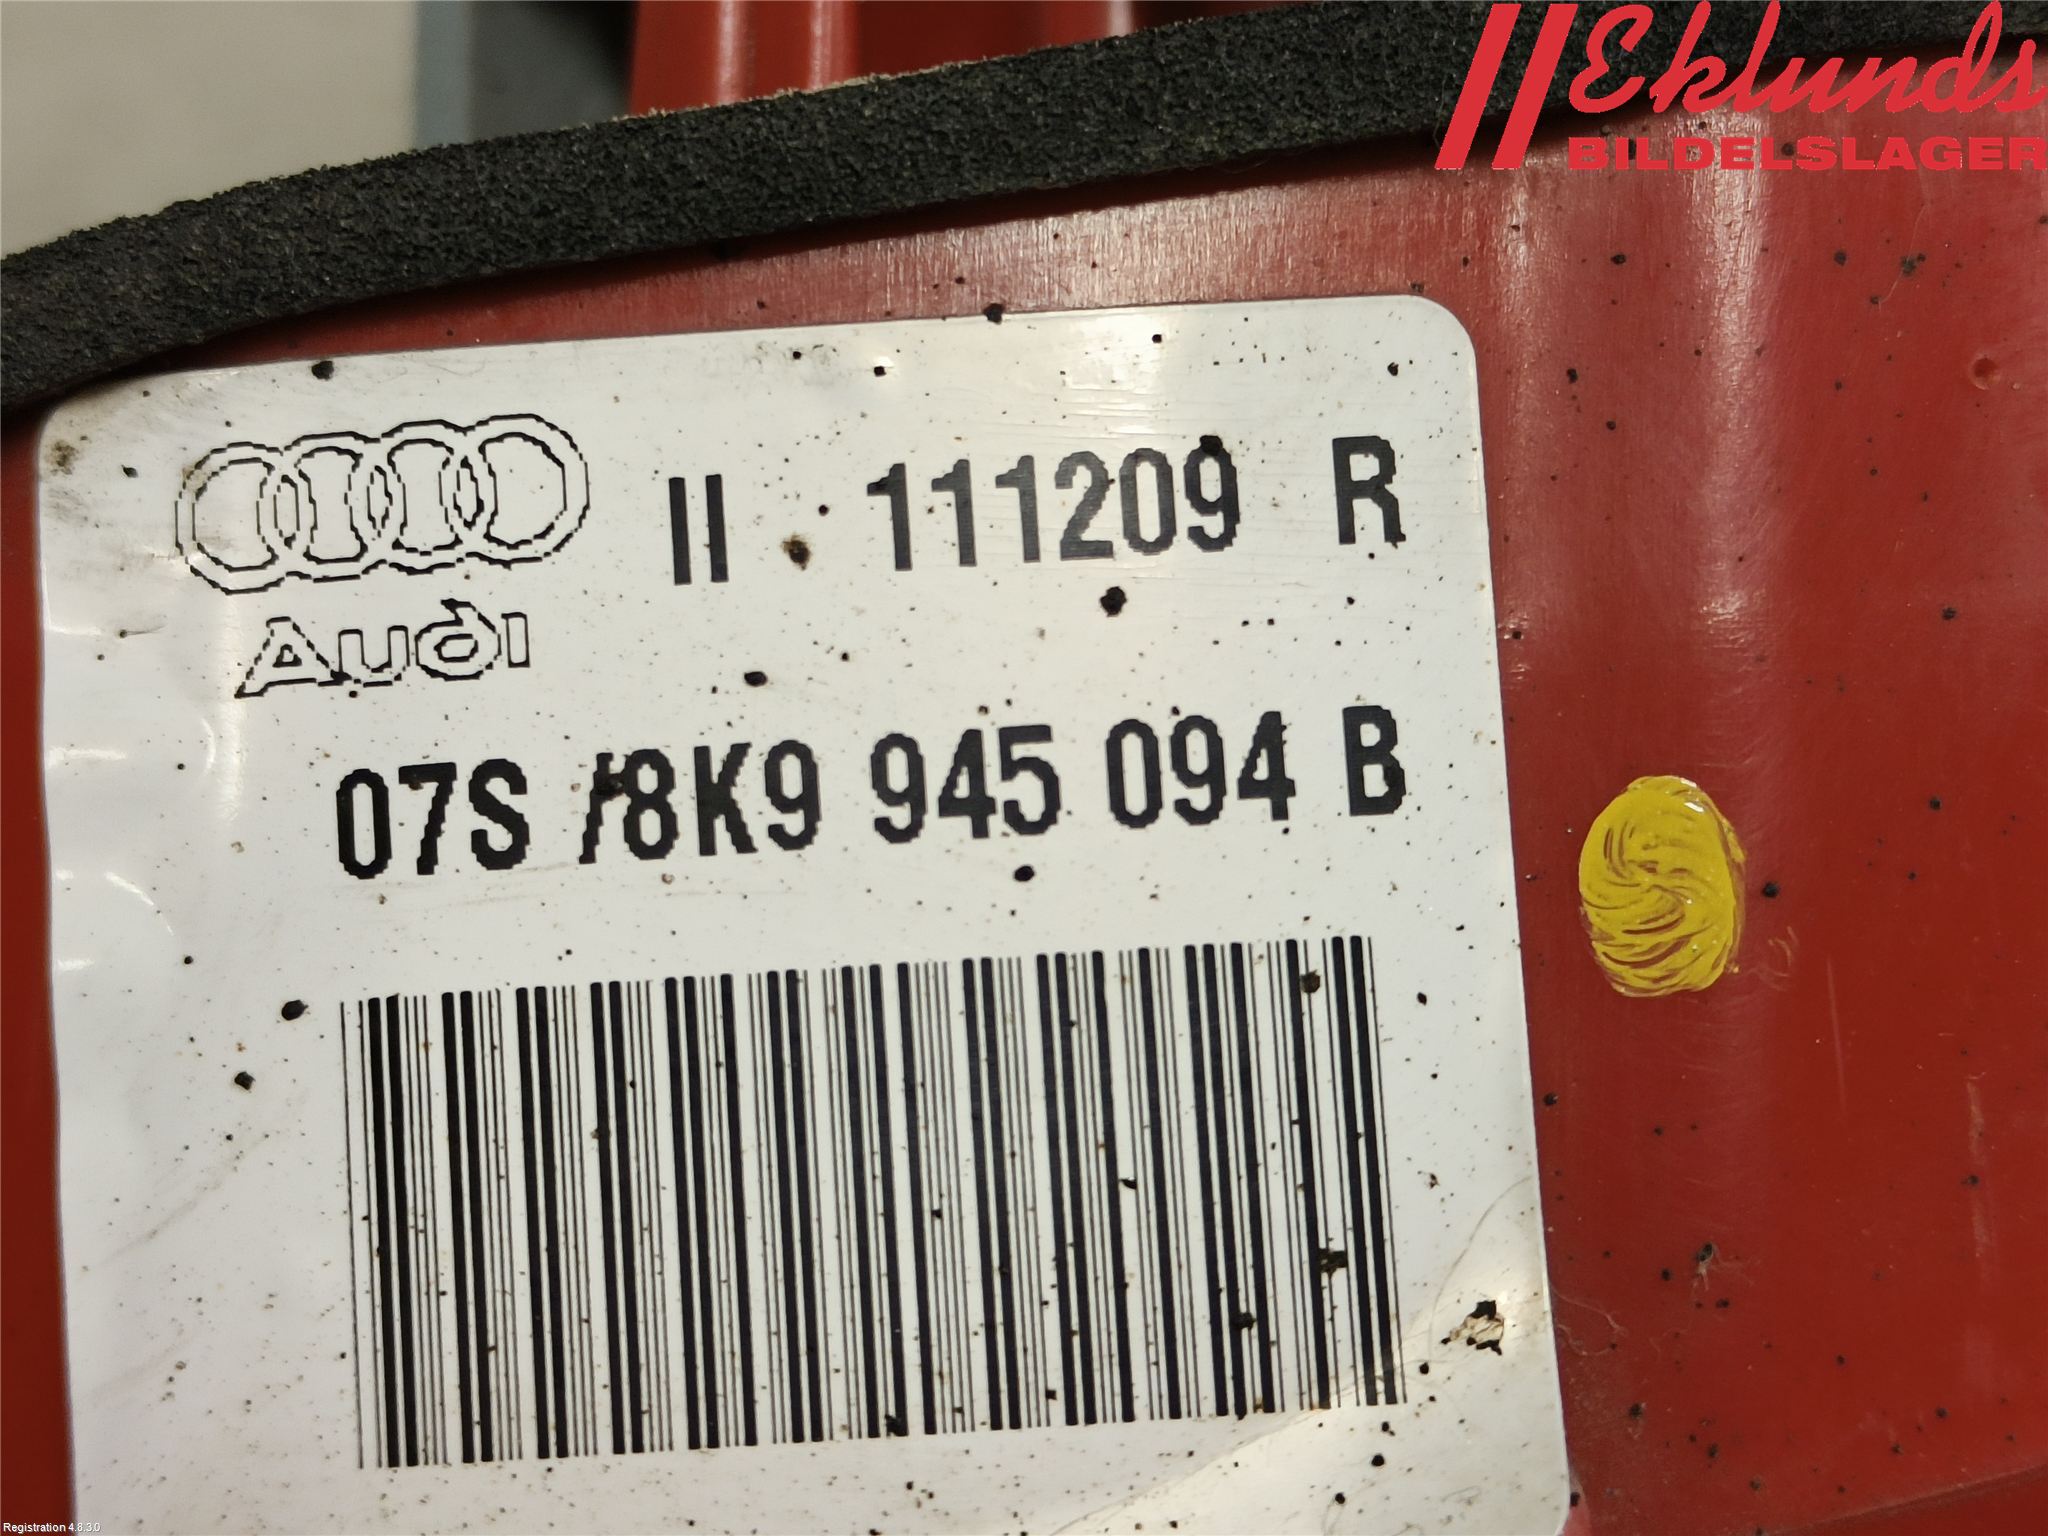 Eklunds
BILDELSLAGER
II 111209 R
Audi
07S /8K9 945 094 B
Registration 4.8.3.0